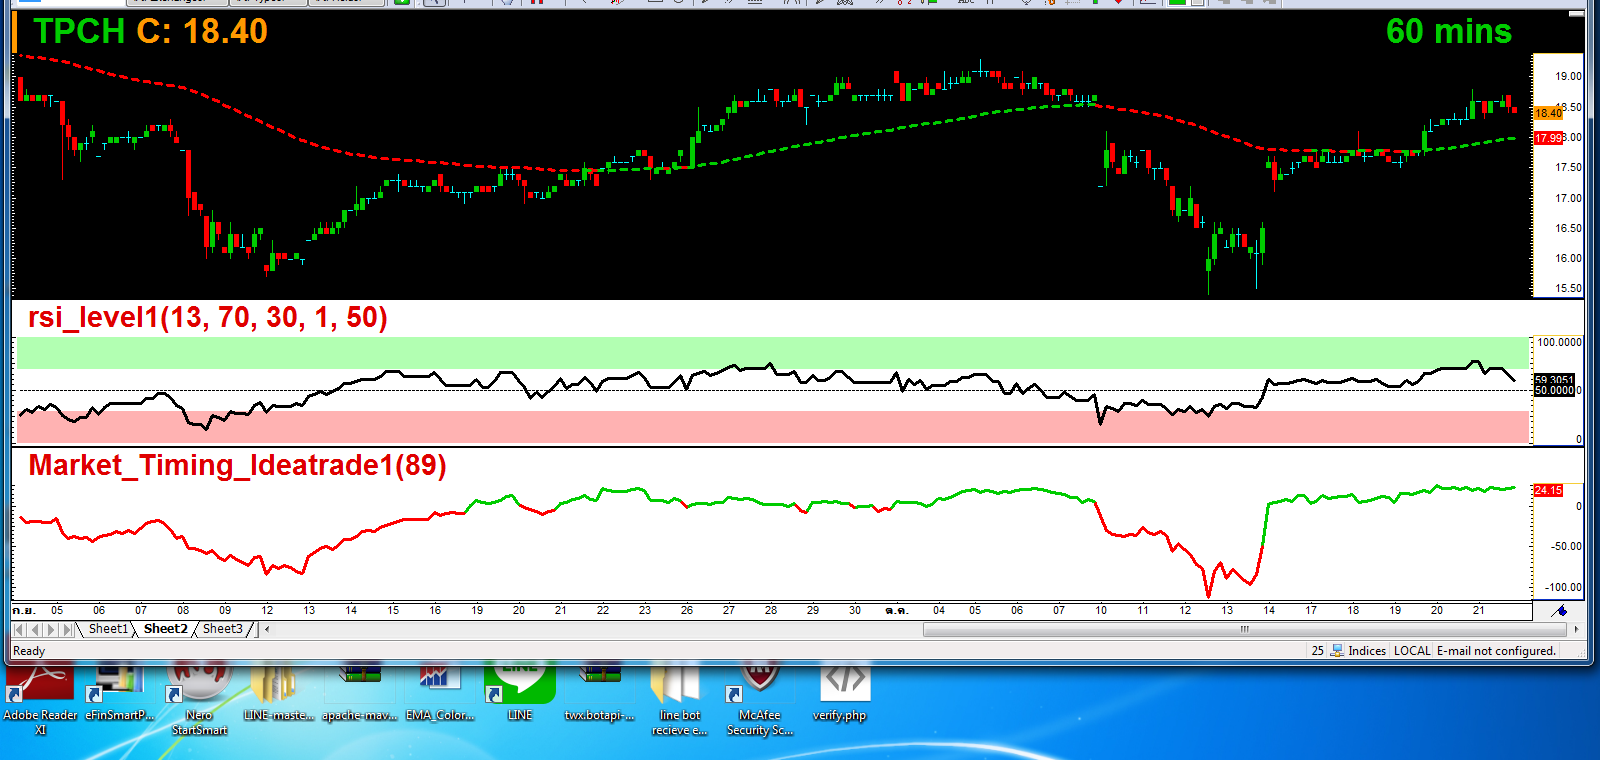 TPCH C: 18.40
60 mins
19.00
18.40
17.99
17.50
17.00
16.50
16.00
15.50
rsi_level1(13, 70, 30, 1, 50)
100.0000
59.3051
50.0000
0
Market_Timing_Ideatrade1(89)
24.15
0
-50.00
-100.00
ก.ย. 05 06 07 08 09 12 13 14 15 16 19 20 21 22 23 26 27 28 29 30 ต.ค. 04 05 06 07 10 11 12 13 14 17 18 19 20 21
Sheet1 Sheet2 Sheet3
Ready
25 Indices LOCAL E-mail not configured.
Adobe Reader XI
eFinSmartP...
Nero StartSmart
LINE-maste...
apache-mav...
EMA_Color...
LINE
LINE
twx.botapi-...
line bot recieve e...
McAfee Security Sc...
verify.php